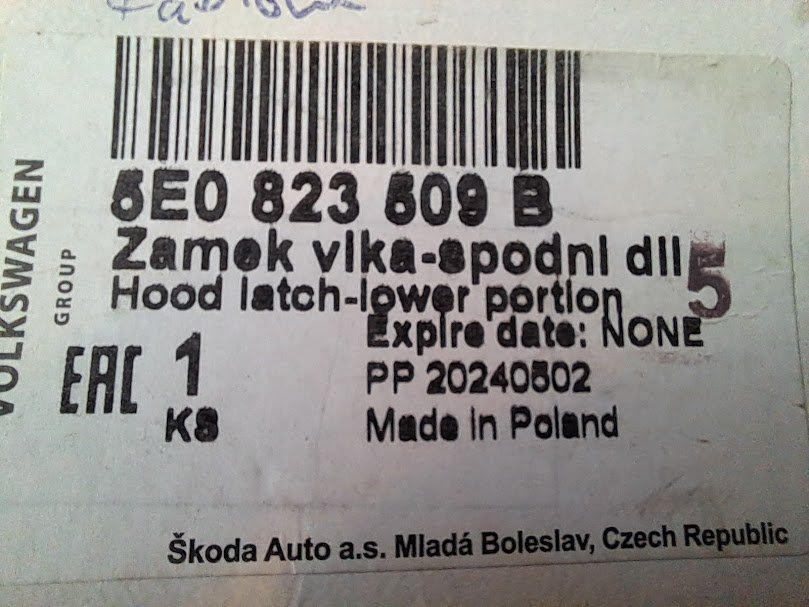 5E0 823 509 B
Zamek vika-spodni dil
5
Hood latch-lower portion
Expire date: NONE
EAC 1
PP 20240502
KS
Made in Poland
VOLKSWAGEN
GROUP
Škoda Auto a.s. Mladá Boleslav, Czech Republic